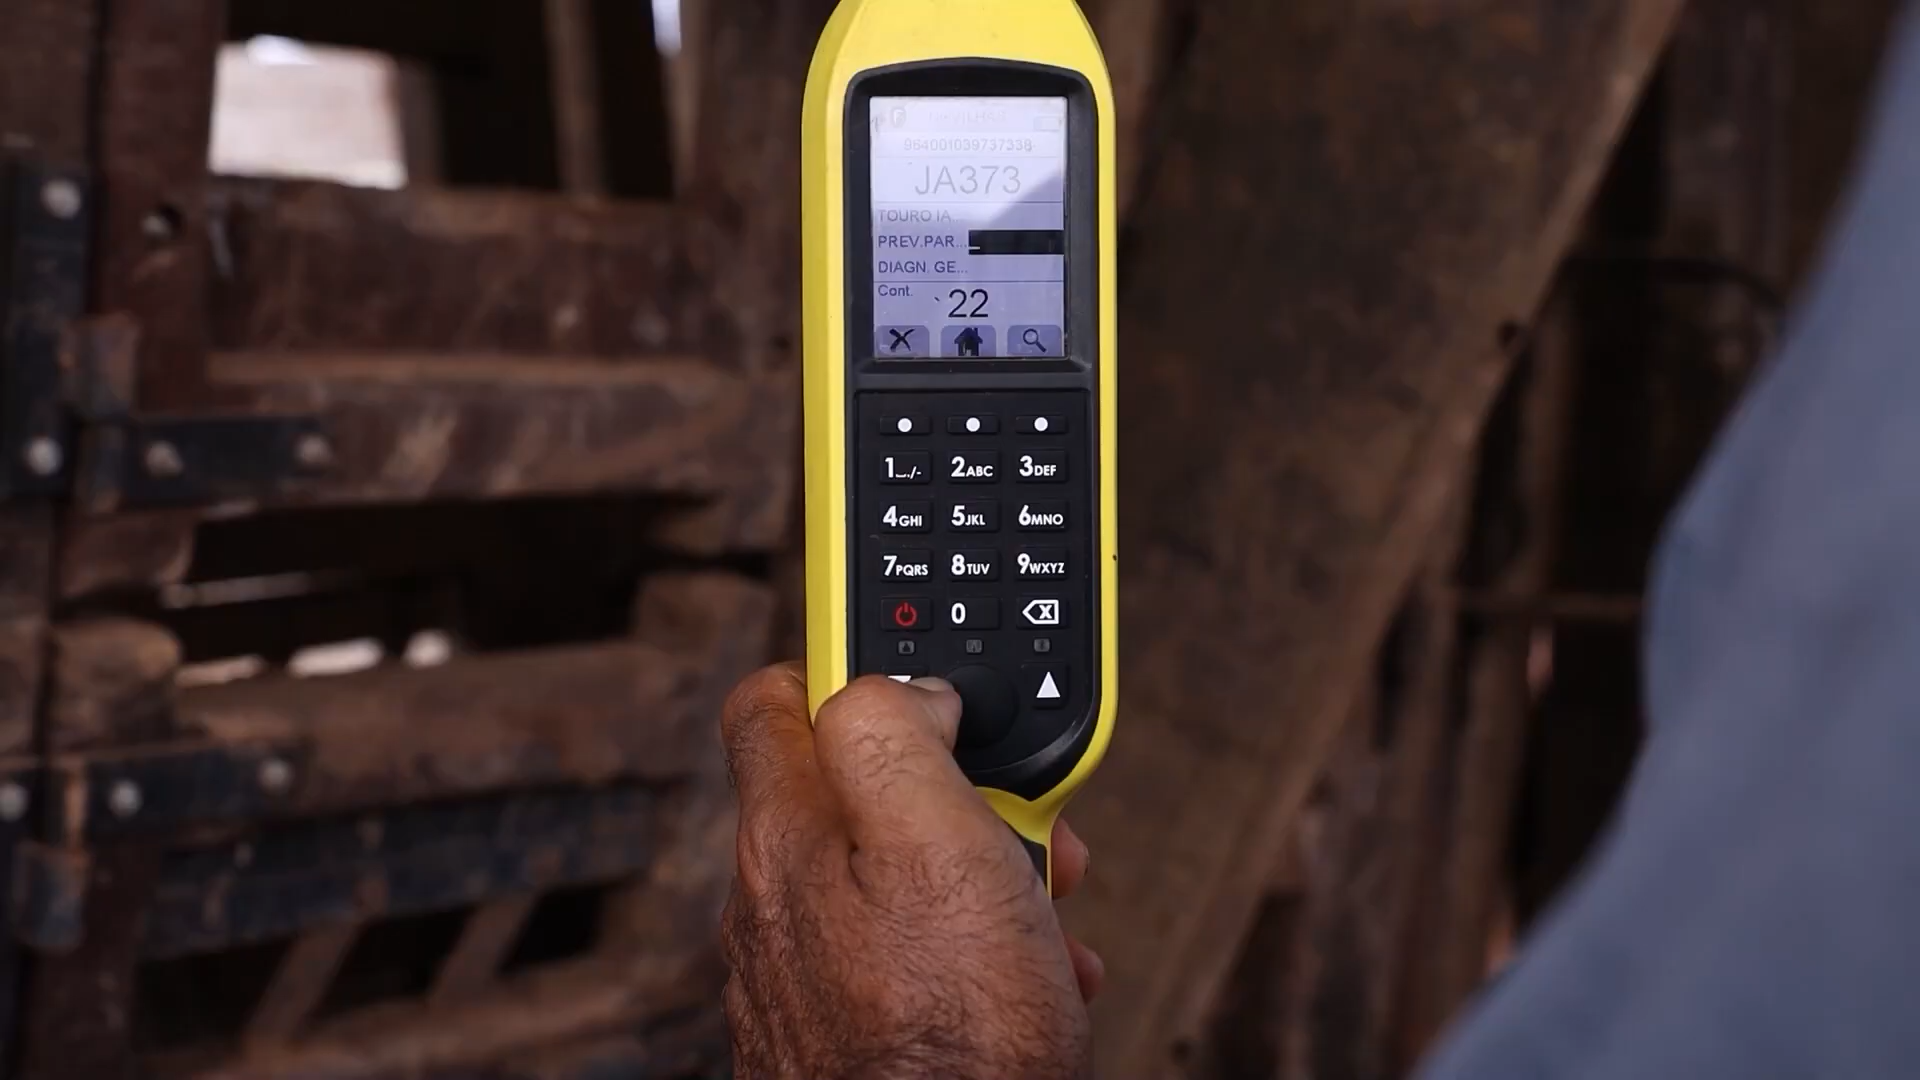 964001039737338
JA373
TOURO IA...
PREV.PAR...
DIAGN. GE...
Cont. 22
1 _./- 2ABC 3DEF
4GHI 5JKL 6MNO
7PQRS 8TUV 9WXYZ
0 X